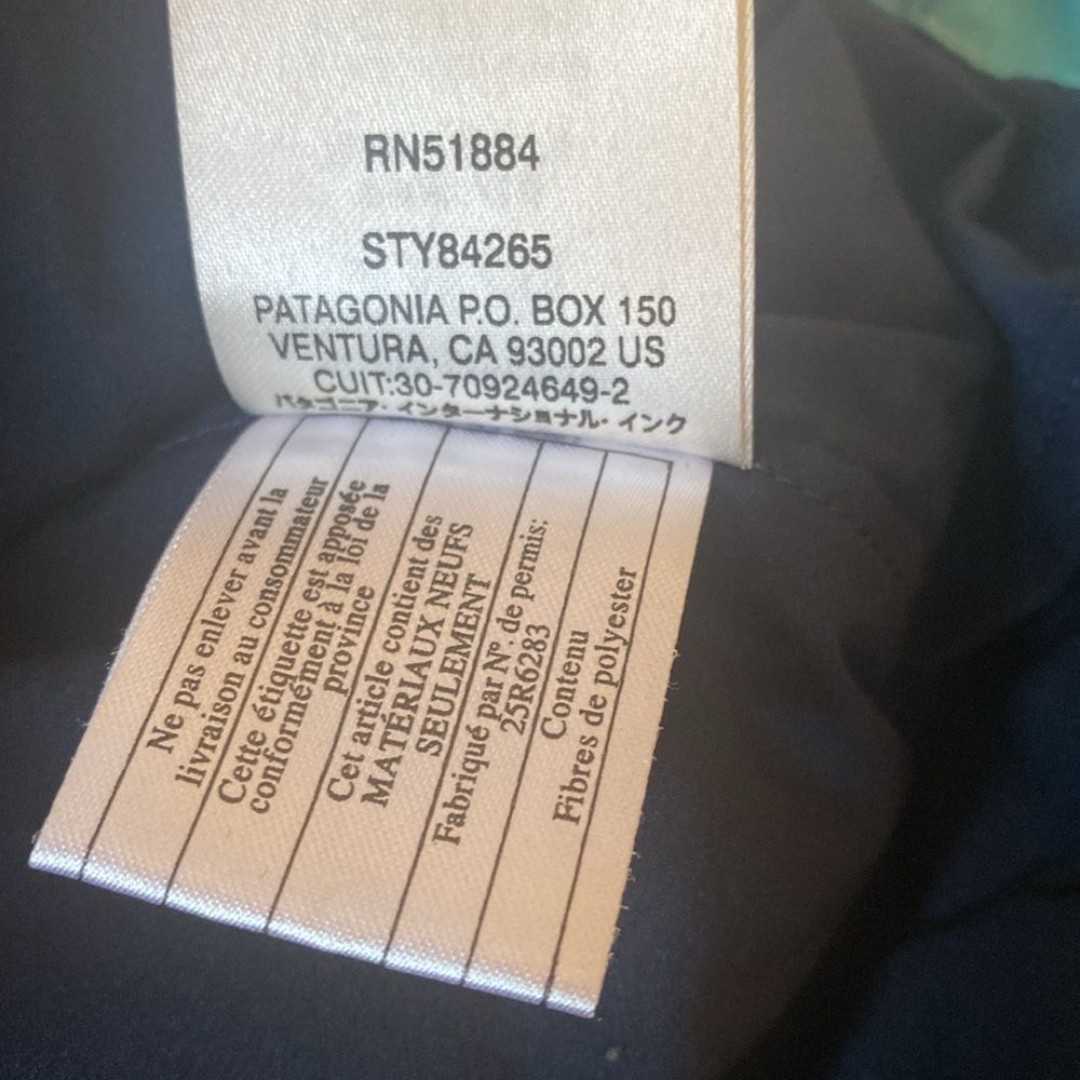 RN51884
STY84265
PATAGONIA P.O. BOX 150
VENTURA, CA 93002 US
CUIT:30-70924649-2
パタゴニア・インターナショナル・インク
Ne pas enlever avant la
livraison au consommateur
Cette étiquette est apposée
conformément à la loi de la
province
Cet article contient des
MATÉRIAUX NEUFS
SEULEMENT
Fabriqué par N°. de permis:
25R6283
Contenu
Fibres de polyester